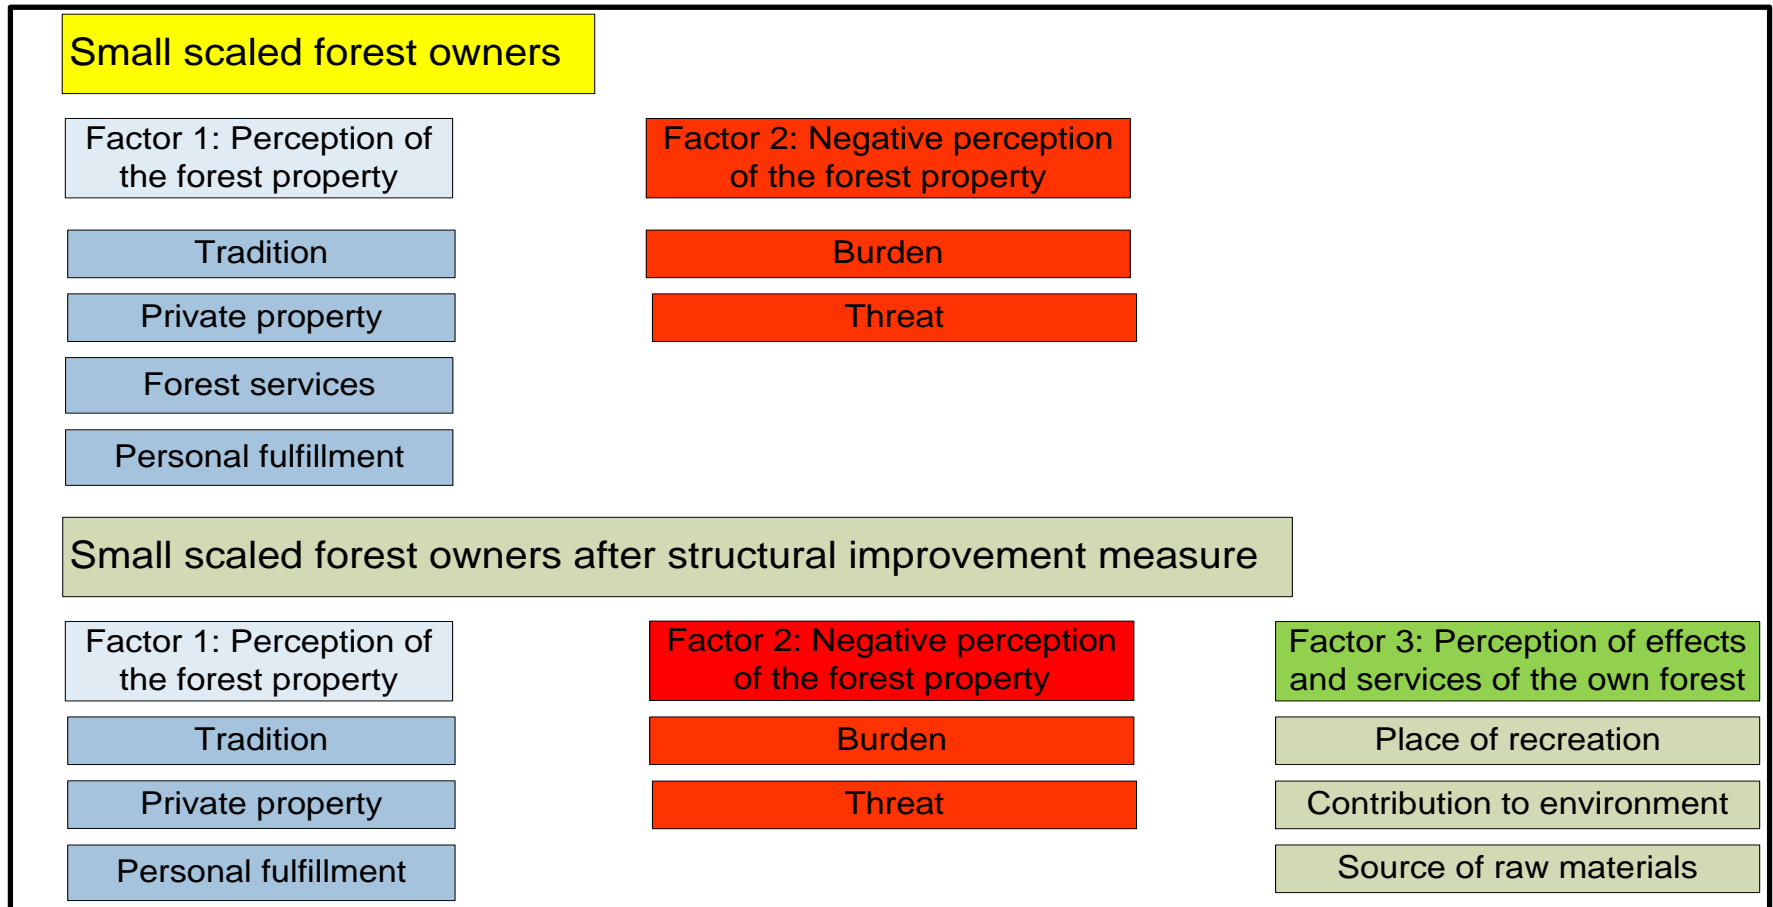 Small scaled forest owners
Factor 1: Perception of
the forest property
Factor 2: Negative perception
of the forest property
Tradition
Burden
Private property
Threat
Forest services
Personal fulfillment
Small scaled forest owners after structural improvement measure
Factor 1: Perception of
the forest property
Factor 2: Negative perception
of the forest property
Factor 3: Perception of effects
and services of the own forest
Tradition
Burden
Place of recreation
Private property
Threat
Contribution to environment
Personal fulfillment
Source of raw materials